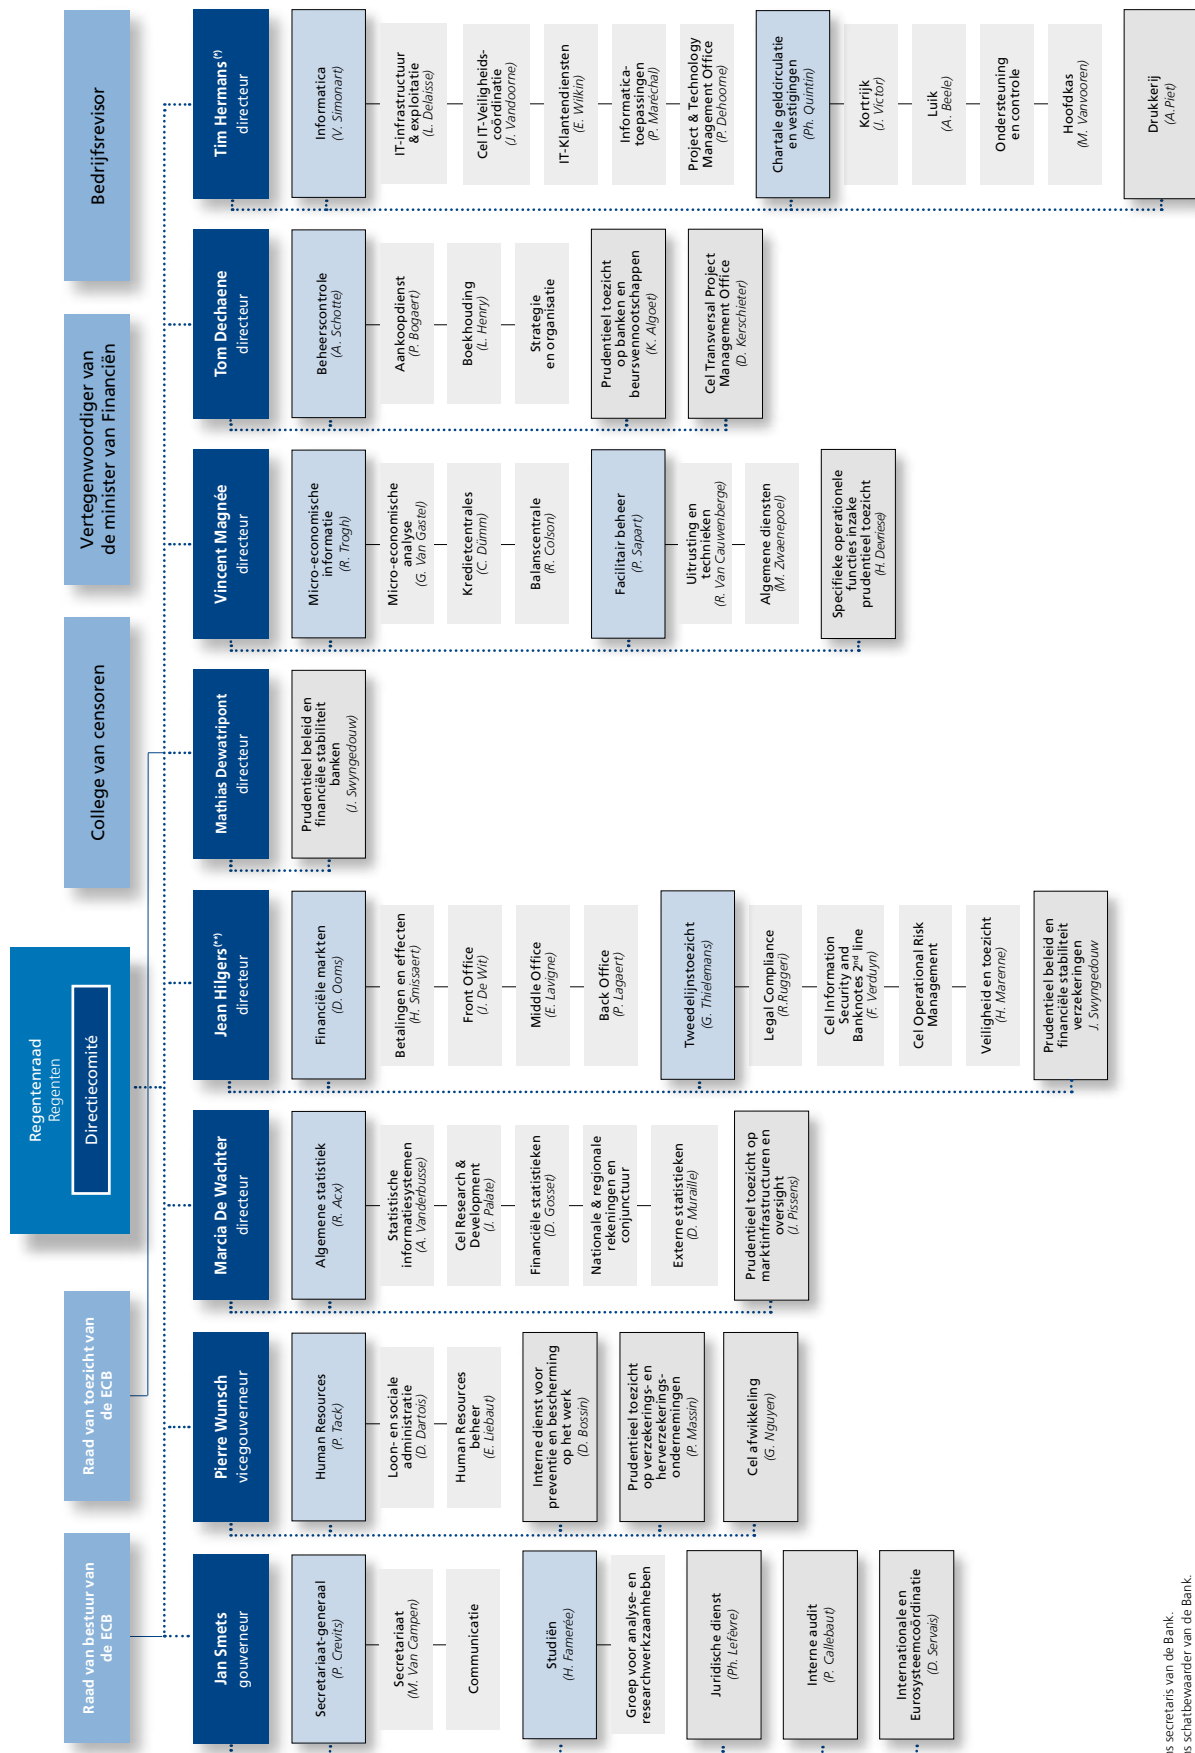 Regentenraad
Regenten
Directiecomité
Raad van bestuur van
de ECB
Raad van toezicht van
de ECB
College van censoren
Vertegenwoordiger van
de minister van Financiën
Bedrijfsrevisor
Jan Smets
gouverneur
Secretariaat-generaal
(P. Crevits)
Secretariaat
(M. Van Campen)
Communicatie
Studiën
(H. Famerée)
Groep voor analyse- en
researchwerkzaamheben
Juridische dienst
(Ph. Lefèvre)
Interne audit
(P. Callebaut)
Internationale en
Eurosysteemcoördinatie
(D. Servais)
Pierre Wunsch
vicegouverneur
Human Resources
(P. Tack)
Loon- en sociale
administratie
(D. Dartois)
Human Resources
beheer
(E. Liebaut)
Interne dienst voor
preventie en bescherming
op het werk
(D. Bossin)
Prudentieel toezicht
op verzekerings- en
herverzekerings-
ondernemingen
(P. Massin)
Cel afwikkeling
(G. Nguyen)
Marcia De Wachter
directeur
Algemene statistiek
(R. Acx)
Statistische
informatiesystemen
(A. Vanderbusse)
Cel Research &
Development
(J. Palate)
Financiële statistieken
(D. Gosset)
Nationale & regionale
rekeningen en
conjunctuur
Externe statistieken
(D. Muraille)
Prudentieel toezicht op
marktinfrastructuren en
oversight
(J. Pissens)
Jean Hilgers(**)
directeur
Financiële markten
(D. Ooms)
Betalingen en effecten
(H. Smissaert)
Front Office
(J. De Wit)
Middle Office
(E. Lavigne)
Back Office
(P. Lagaert)
Tweedelijnstoezicht
(G. Thielemans)
Legal Compliance
(R.Ruggeri)
Cel Information
Security and
Banknotes 2nd line
(F. Verduyn)
Cel Operational Risk
Management
Veiligheid en toezicht
(H. Marenne)
Prudentieel beleid en
financiële stabiliteit
verzekeringen
J. Swyngedouw
Mathias Dewatripont
directeur
Prudentieel beleid en
financiële stabiliteit
banken
(J. Swyngedouw)
Vincent Magnée
directeur
Micro-economische
informatie
(R. Trogh)
Micro-economische
analyse
(G. Van Gastel)
Kredietcentrales
(C. Dümm)
Balanscentrale
(R. Colson)
Facilitair beheer
(P. Sapart)
Uitrusting en
technieken
(R. Van Cauwenberge)
Algemene diensten
(M. Zwaenepoel)
Specifieke operationele
functies inzake
prudentieel toezicht
(H. Devriese)
Tom Dechaene
directeur
Beheerscontrole
(A. Schotte)
Aankoopdienst
(P. Bogaert)
Boekhouding
(L. Henry)
Strategie
en organisatie
Prudentieel toezicht
op banken en
beursvennootschappen
(K. Algoet)
Cel Transversal Project
Management Office
(D. Kerschieter)
Tim Hermans(*)
directeur
Informatica
(V. Simonart)
IT-infrastructuur
& exploitatie
(L. Delaisse)
Cel IT-Veiligheids-
coördinatie
(J. Vandoorne)
IT-Klantendiensten
(E. Wilkin)
Informatica-
toepassingen
(P. Maréchal)
Project & Technology
Management Office
(P. Dehoorne)
Chartale geldcirculatie
en vestigingen
(Ph. Quintin)
Kortrijk
(J. Victor)
Luik
(A. Beele)
Ondersteuning
en controle
Hoofdkas
(M. Vanvooren)
Drukkerij
(A.Piet)
ns secretaris van de Bank.
ns schatbewaarder van de Bank.